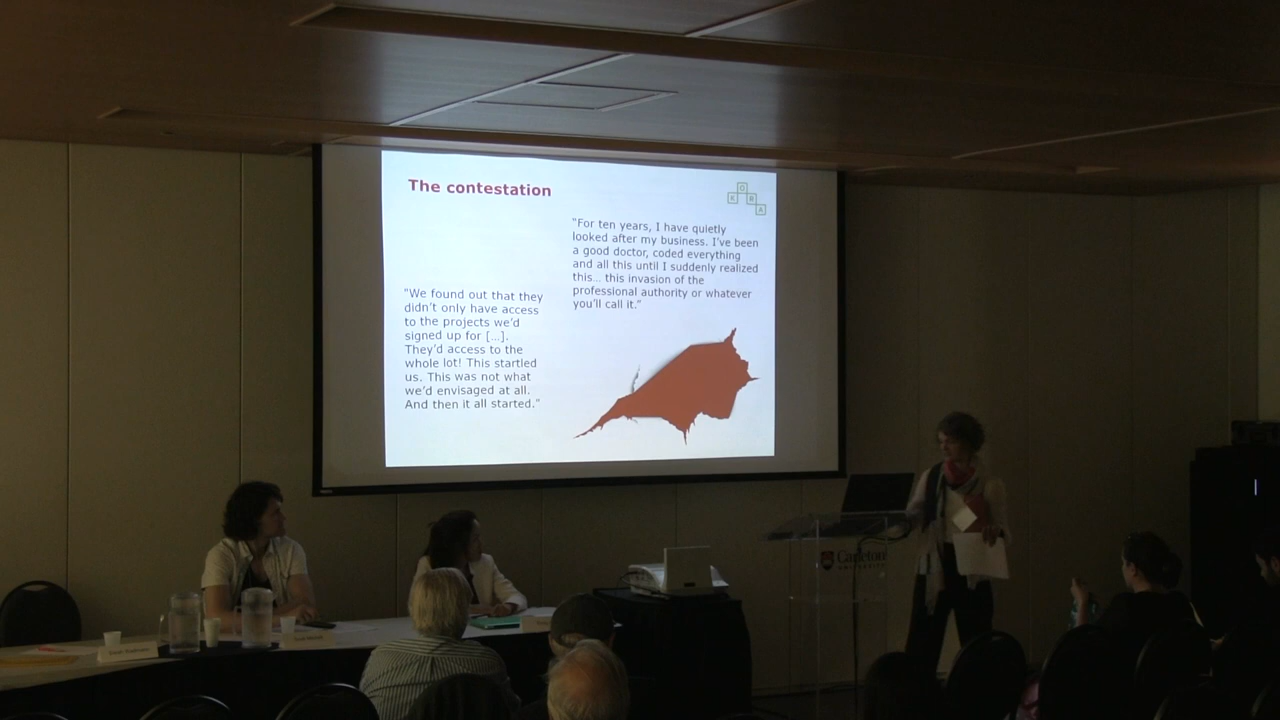 The contestation
K O R A
"For ten years, I have quietly
looked after my business. I've been
a good doctor, coded everything
and all this until I suddenly realized
this... this invasion of the
professional authority or whatever
you'll call it."
"We found out that they
didn't only have access
to the projects we'd
signed up for [...].
They'd access to the
whole lot! This startled
us. This was not what
we'd envisaged at all.
And then it all started."
Carleton
UNIVERSITY